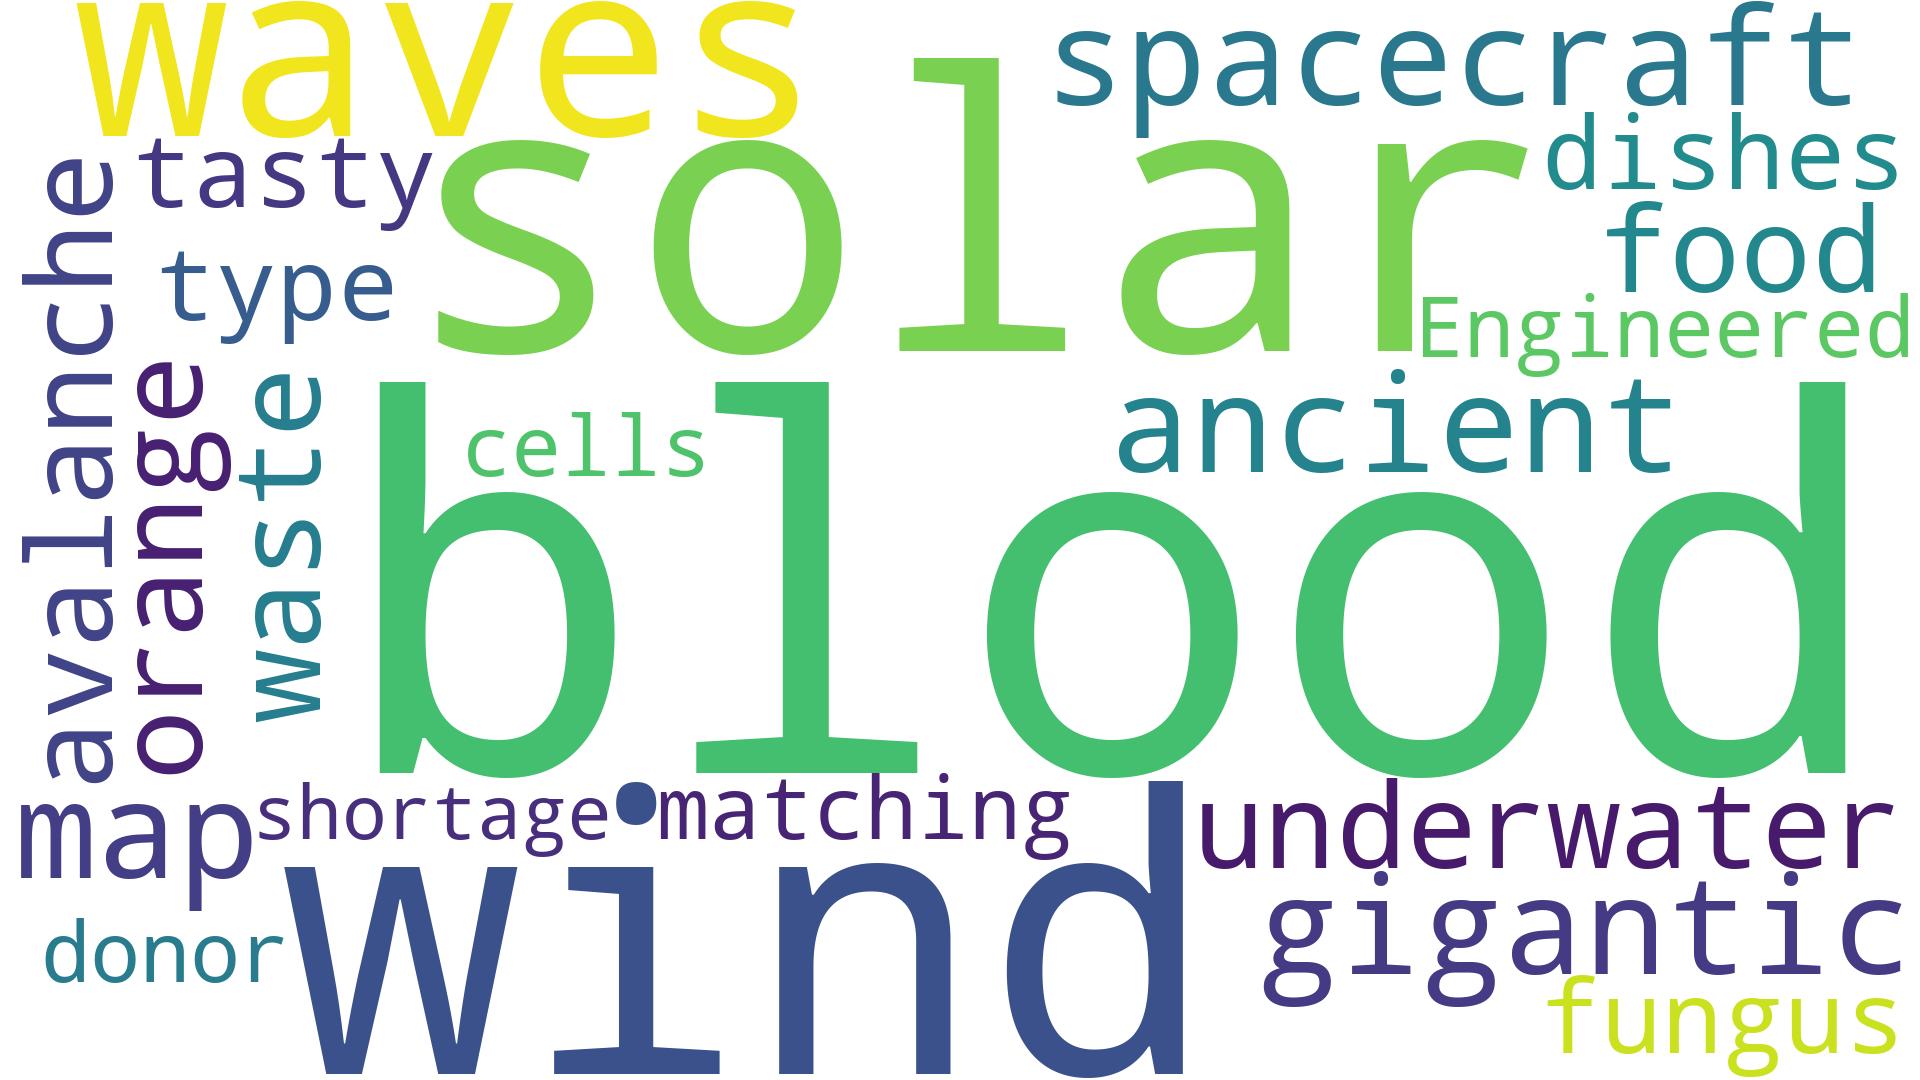 waves
spacecraft
solar
dishes
tasty
food
type
Engineered
avalanche
orange
waste
cells
ancient
blood
map
shortage
matching
underwater
wind
gigantic
donor
fungus